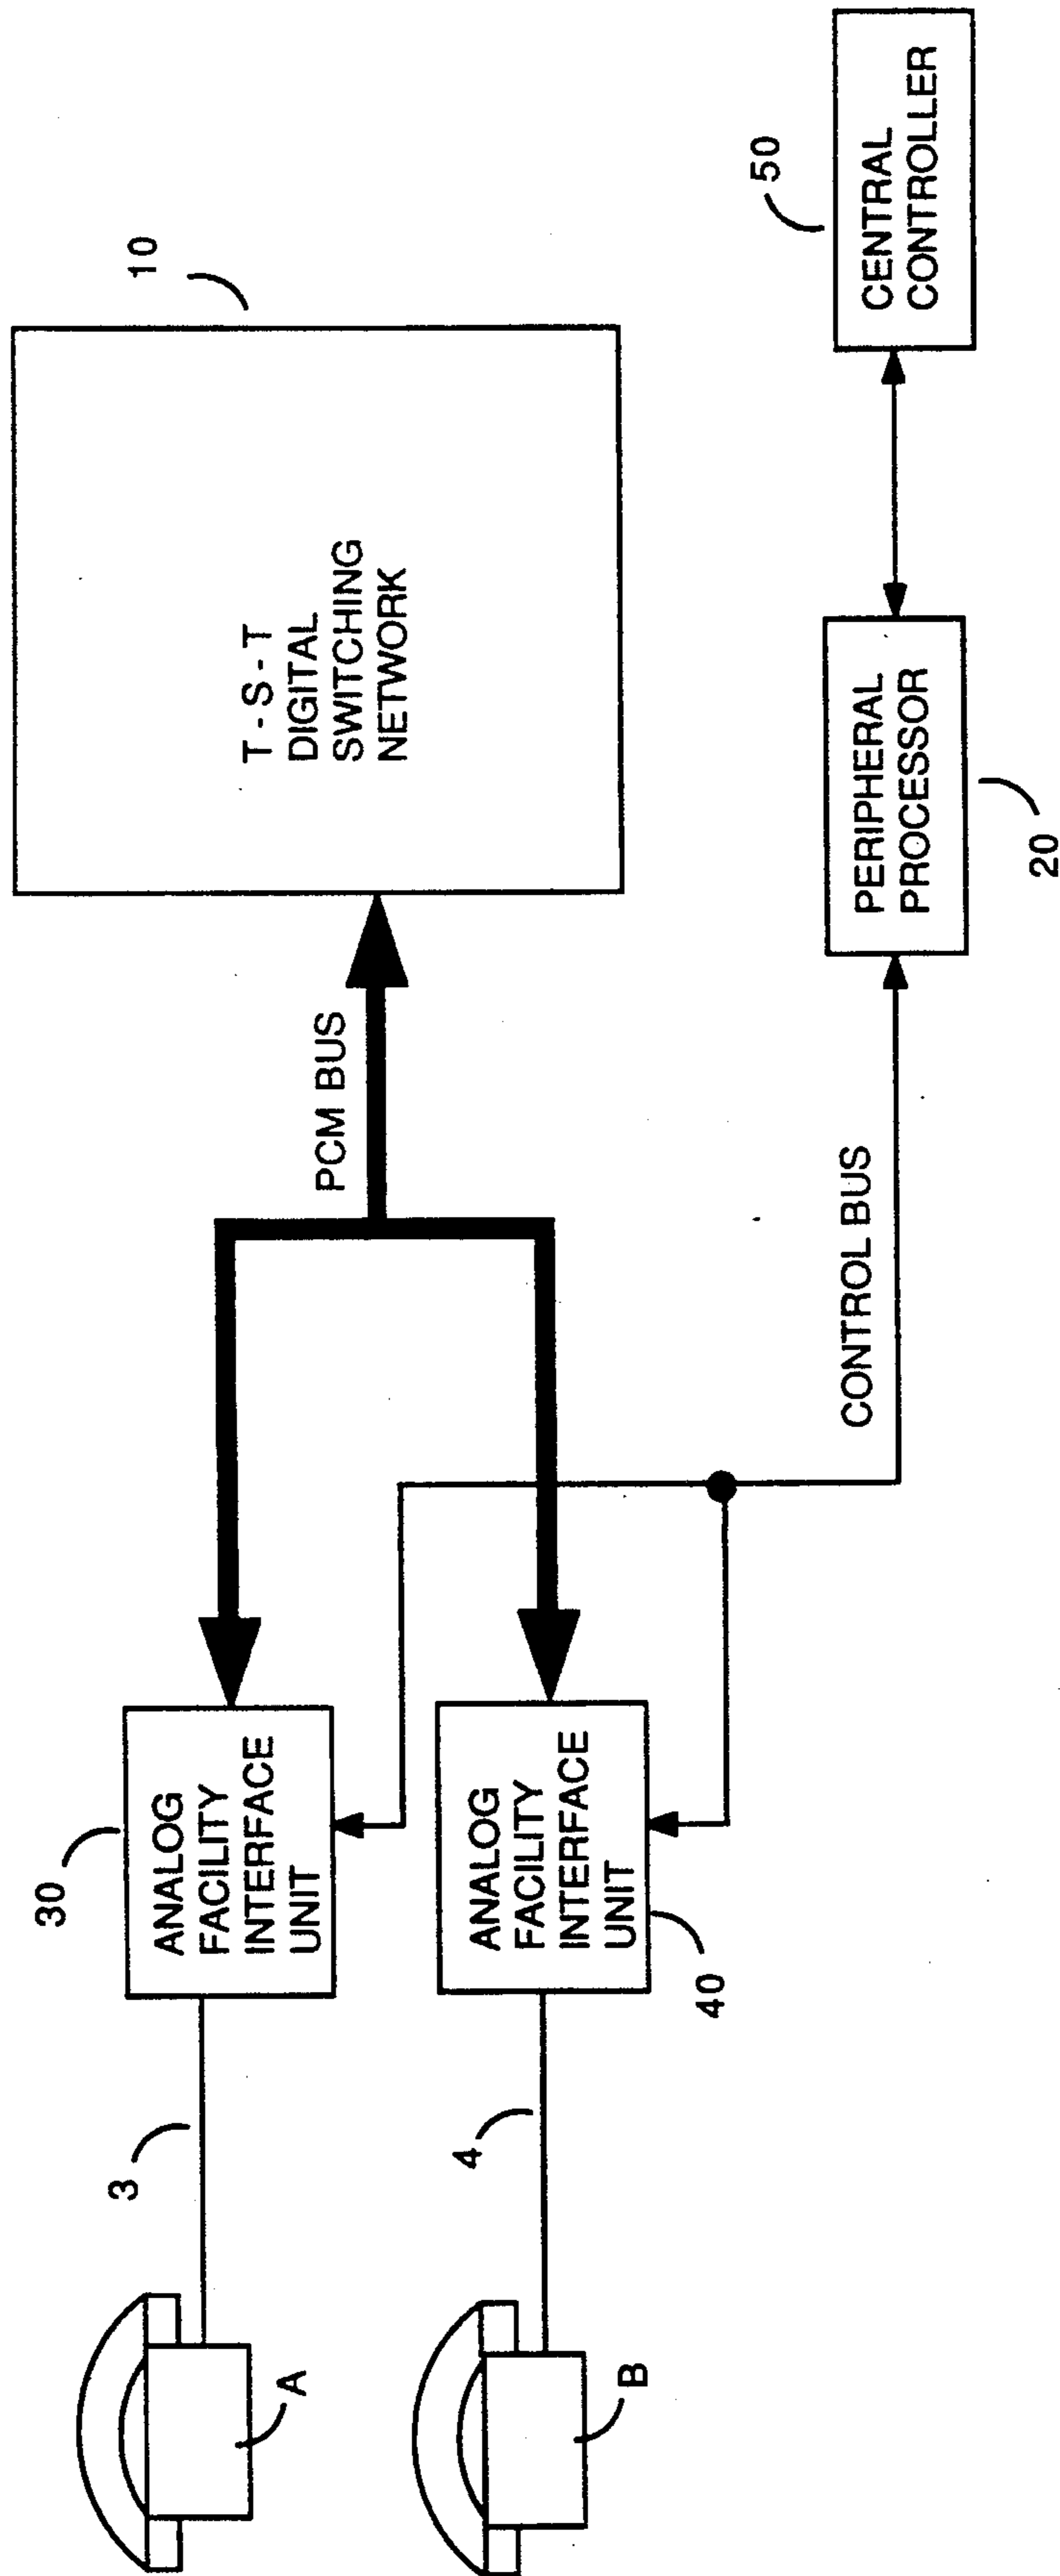 10
T - S - T
DIGITAL
SWITCHING
NETWORK
PCM BUS
30
ANALOG
FACILITY
INTERFACE
UNIT
3
A
ANALOG
FACILITY
INTERFACE
UNIT
40
4
B
CONTROL BUS
PERIPHERAL
PROCESSOR
20
50
CENTRAL
CONTROLLER